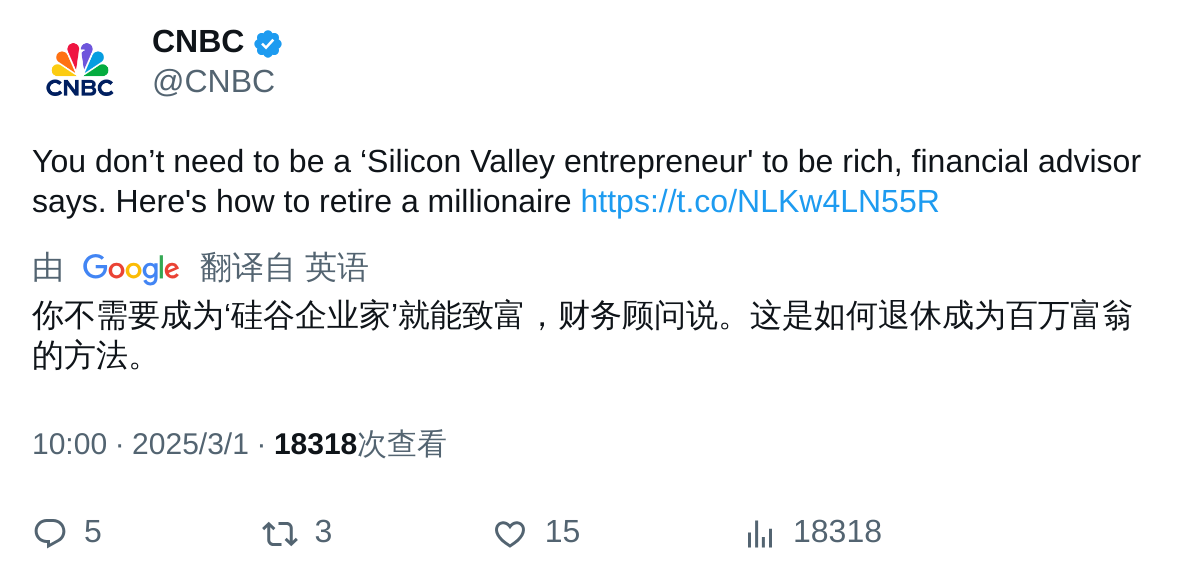 CNBC
CNBC
@CNBC
You don’t need to be a ‘Silicon Valley entrepreneur' to be rich, financial advisor
says. Here's how to retire a millionaire https://t.co/NLKw4LN55R
由 Google 翻译自 英语
你不需要成为‘硅谷企业家’就能致富，财务顾问说。这是如何退休成为百万富翁
的方法。
10:00 · 2025/3/1 · 18318次查看
5 3 15 18318